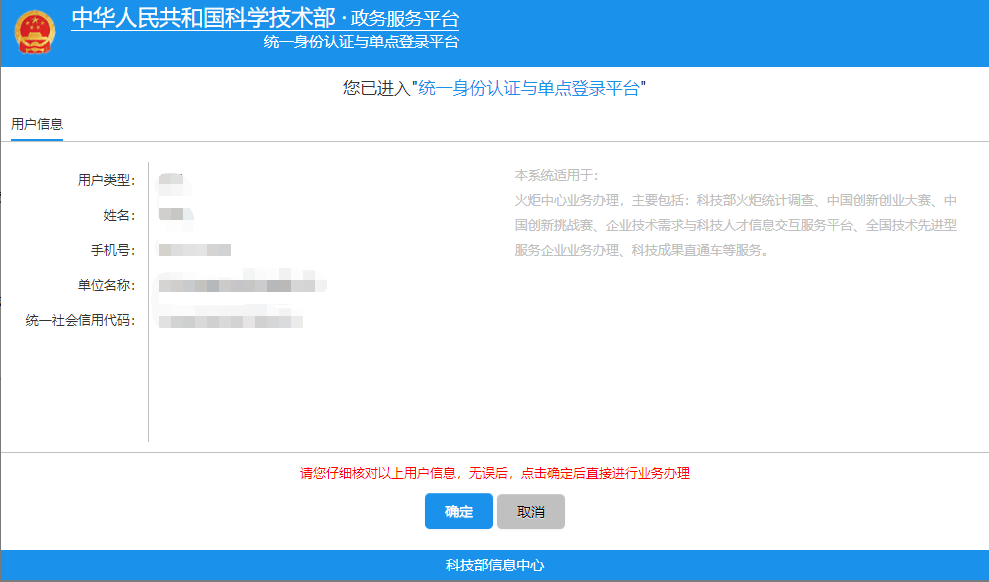 中华人民共和国科学技术部 · 政务服务平台
统一身份认证与单点登录平台
您已进入"统一身份认证与单点登录平台"
用户信息
用户类型：
姓名：
手机号：
单位名称：
统一社会信用代码：
本系统适用于：
火炬中心业务办理，主要包括：科技部火炬统计调查、中国创新创业大赛、中
国创新挑战赛、企业技术需求与科技人才信息交互服务平台、全国技术先进型
服务企业业务办理、科技成果直通车等服务。
请您仔细核对以上用户信息，无误后，点击确定后直接进行业务办理
确定
取消
科技部信息中心